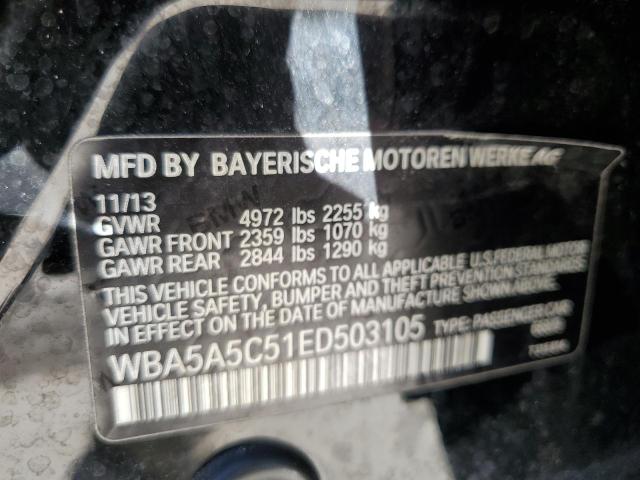 MFD BY BAYERISCHE MOTOREN WERKE AG
11/13
GVWR 4972 lbs 2255 kg
GAWR FRONT 2359 lbs 1070 kg
GAWR REAR 2844 lbs 1290 kg
THIS VEHICLE CONFORMS TO ALL APPLICABLE U.S. FEDERAL MOTOR
VEHICLE SAFETY, BUMPER AND THEFT PREVENTION STANDARDS
IN EFFECT ON THE DATE OF MANUFACTURE SHOWN ABOVE.
WBA5A5C51ED503105 TYPE: PASSENGER CAR